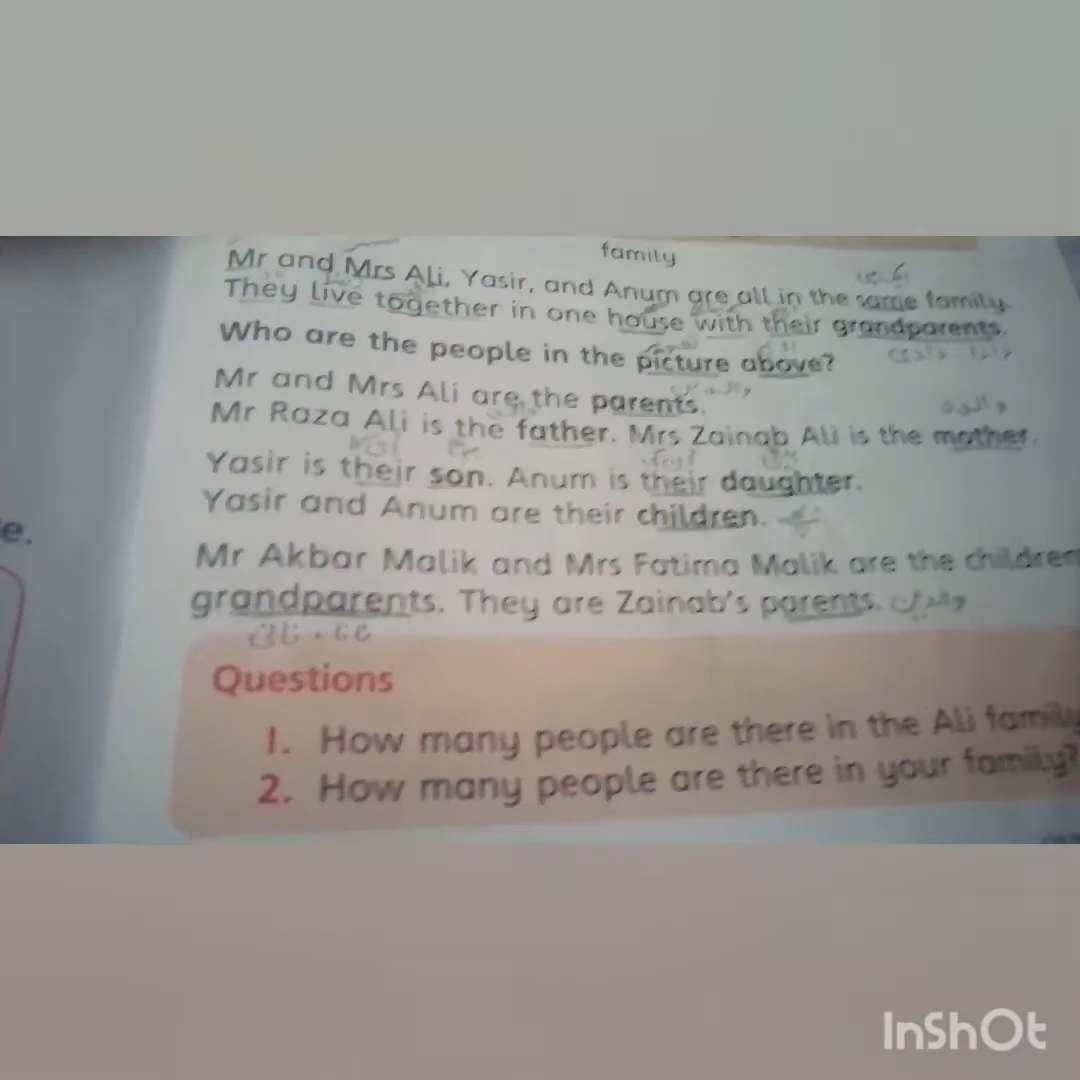 family
Mr and Mrs Ali, Yasir, and Anum are all in the same family.
They live together in one house with their grandparents.
Who are the people in the picture above?
Mr and Mrs Ali are the parents.
والدین
Mr Raza Ali is the father. Mrs Zainab Ali is the mother.
والدہ
Yasir is their son. Anum is their daughter.
Yasir and Anum are their children.
Mr Akbar Malik and Mrs Fatima Malik are the children
grandparents. They are Zainab's parents. والدین
e.
Questions
1. How many people are there in the Ali family
2. How many people are there in your family?
InShOt